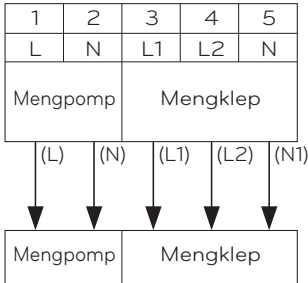 1 2 3 4 5
L N L1 L2 N
Mengpomp Mengklep
(L) (N) (L1) (L2) (N1)
Mengpomp Mengklep